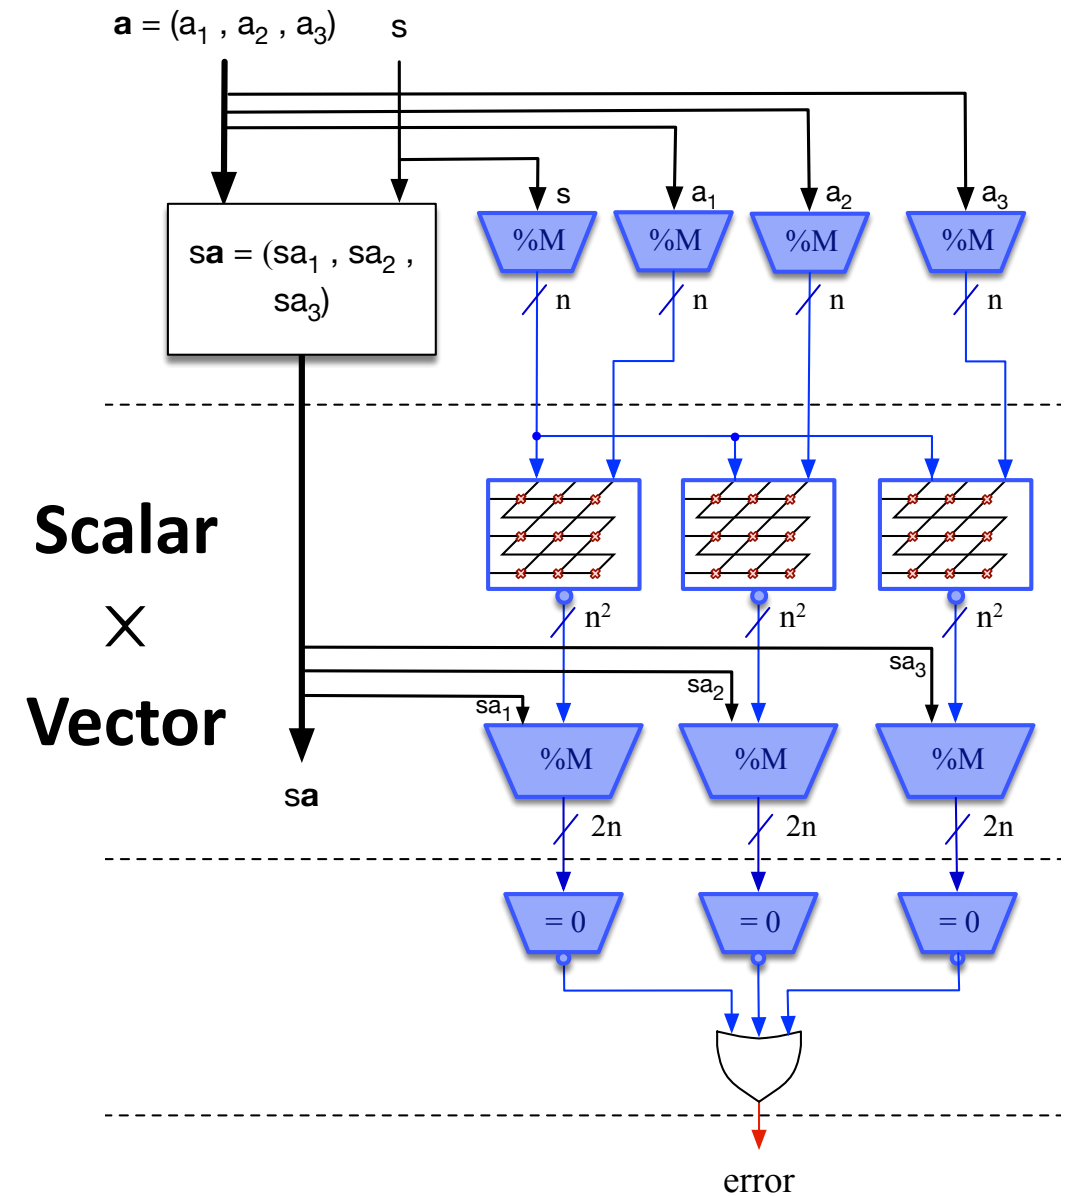 a = (a₁ , a₂ , a₃) s
s a₁ a₂ a₃
%M %M %M %M
sa = (sa₁ , sa₂ ,
sa₃)
n n n n
Scalar
×
Vector
n² n² n²
sa₁ sa₂ sa₃
%M %M %M
sa
2n 2n 2n
= 0 = 0 = 0
error